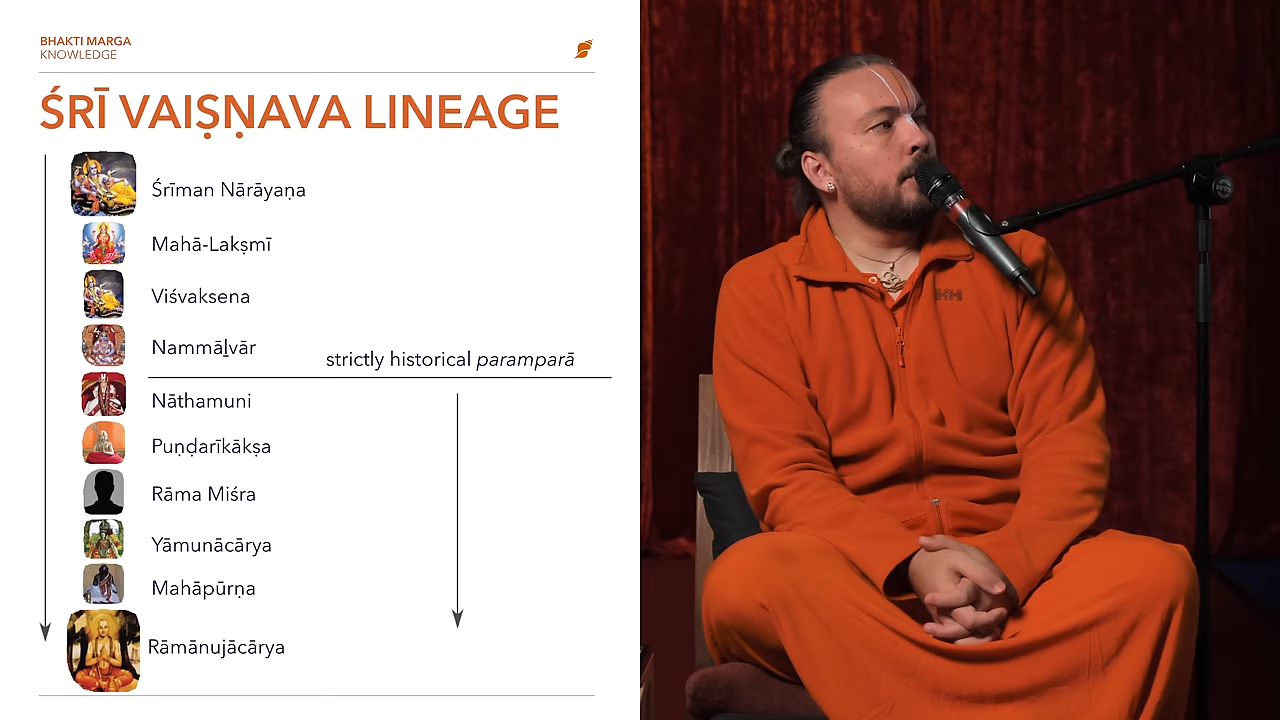 BHAKTI MARGA
KNOWLEDGE
ŚRĪ VAIṢṆAVA LINEAGE
Śrīman Nārāyaṇa
Mahā-Lakṣmī
Viśvaksena
Nammāḻvār
strictly historical paramparā
Nāthamuni
Puṇḍarīkākṣa
Rāma Miśra
Yāmunācārya
Mahāpūrṇa
Rāmānujācārya
HH